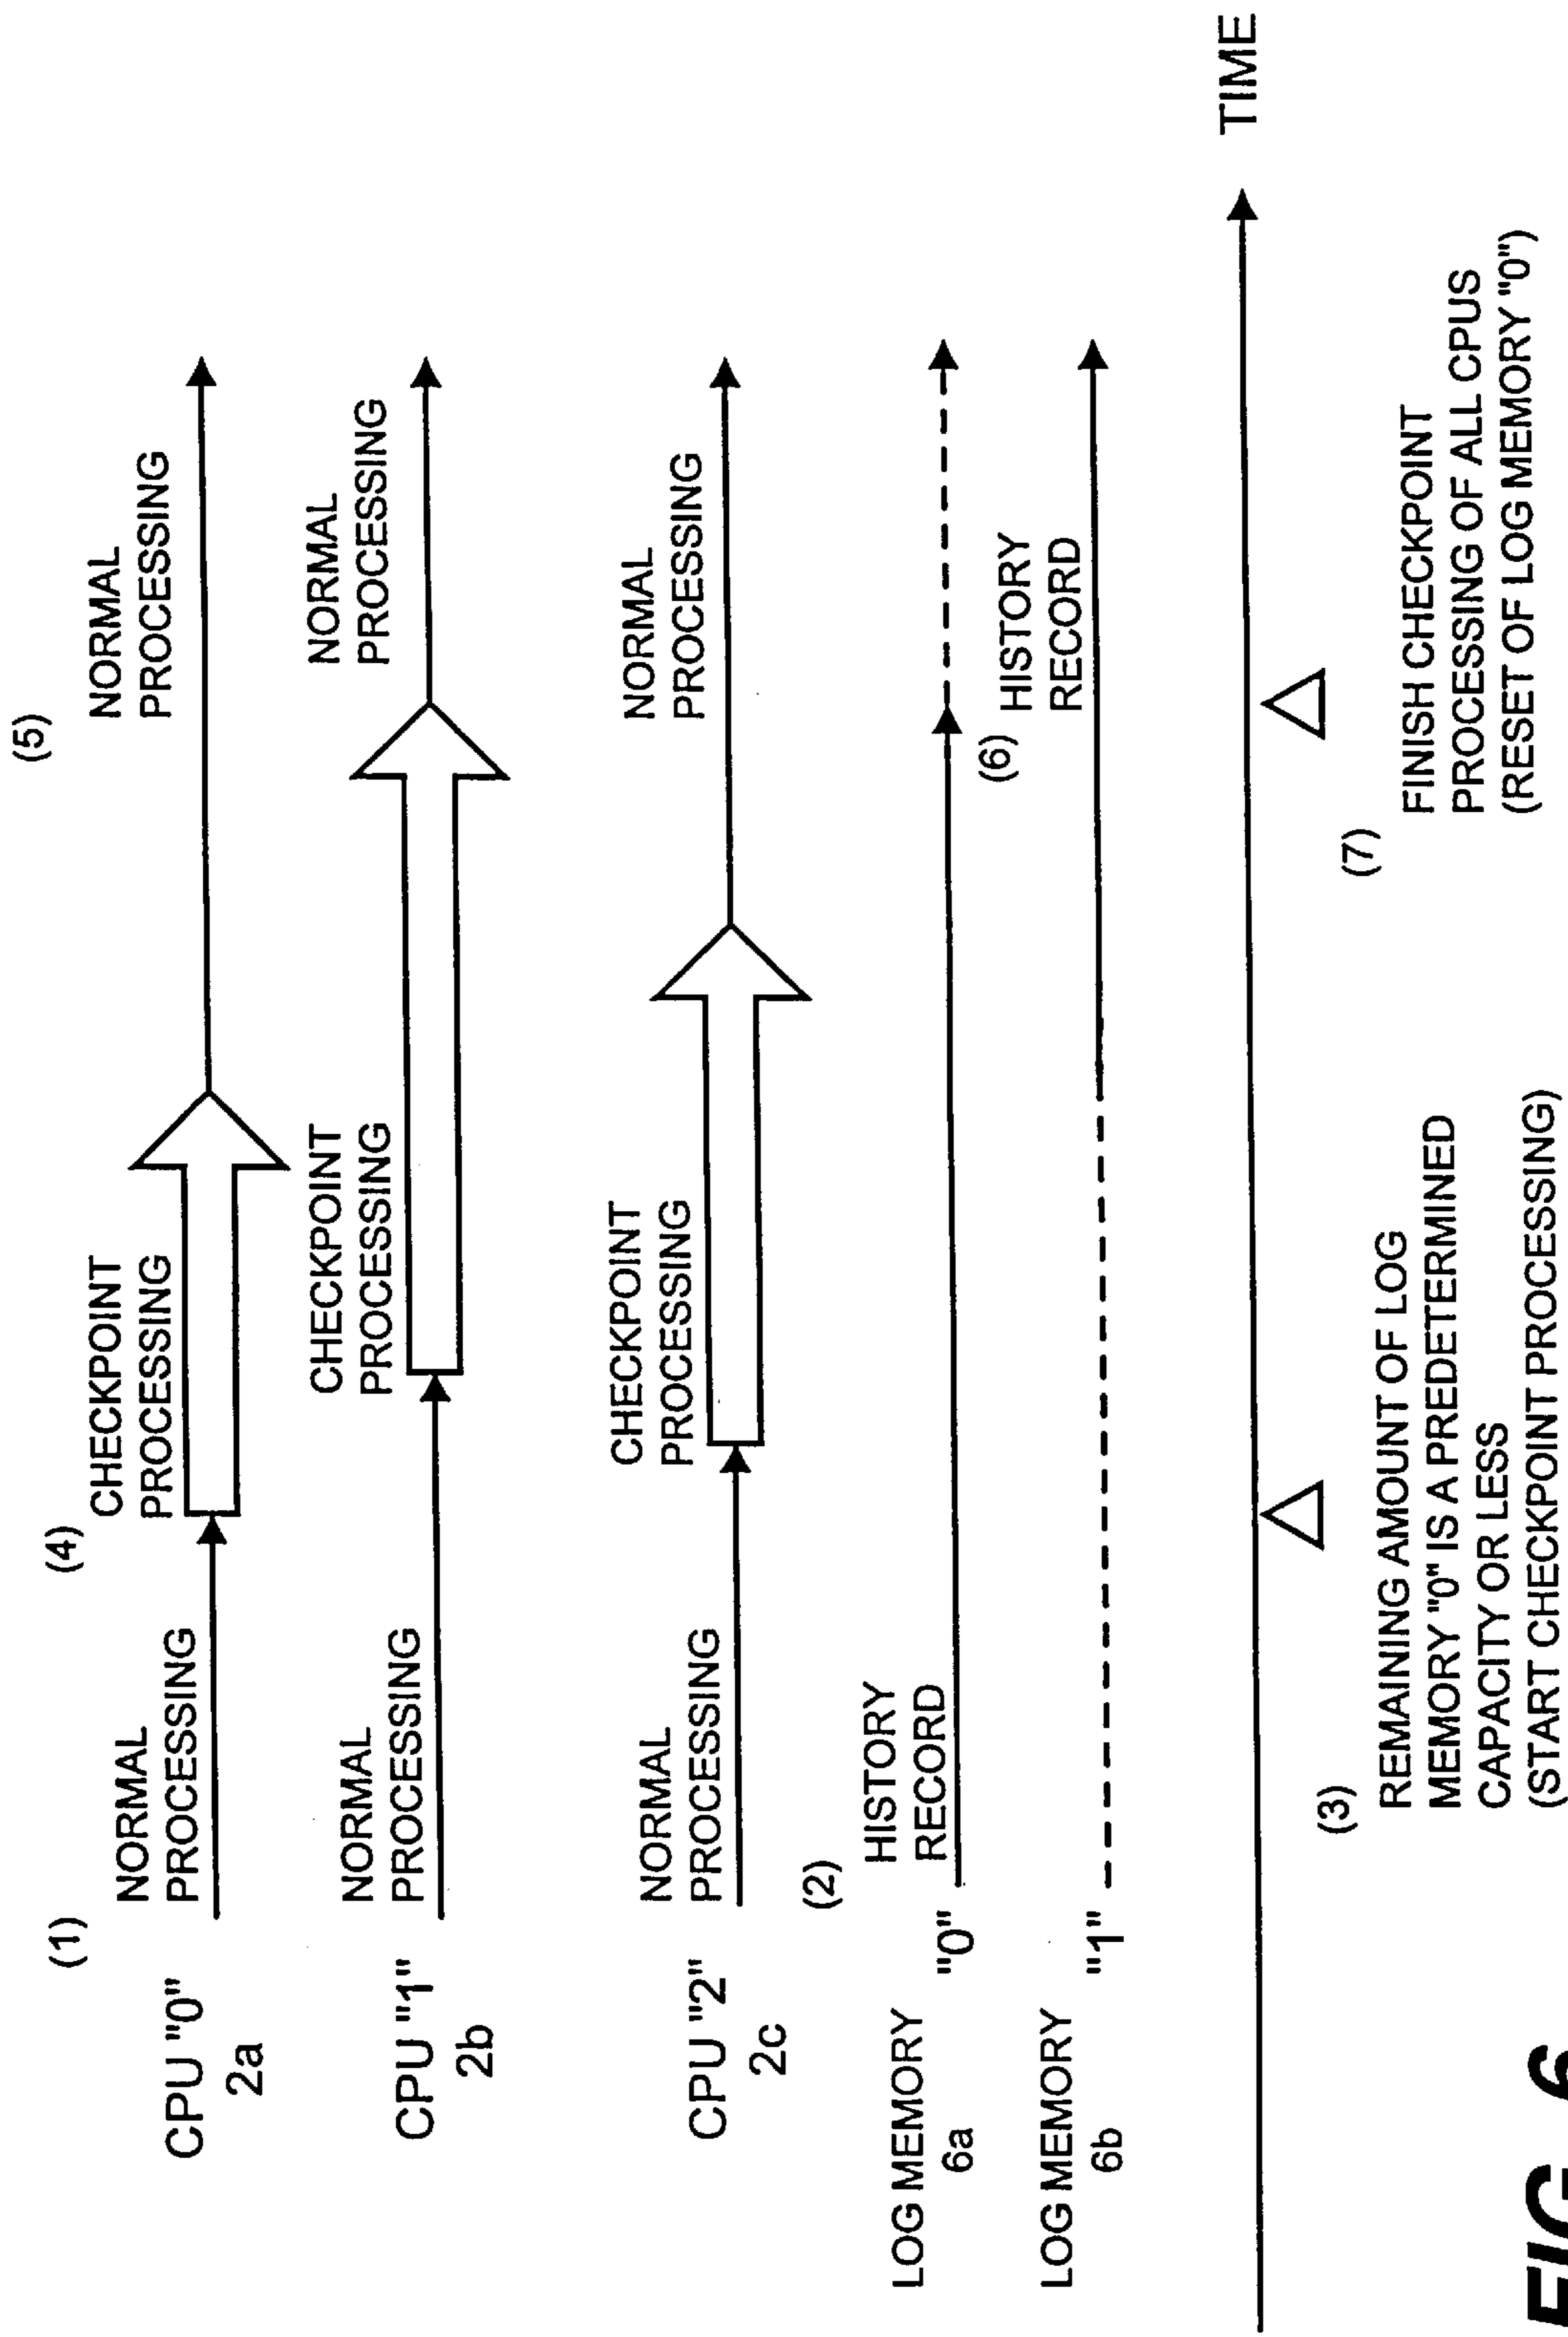 (1)
(4)
(5)
CPU "0"
2a
NORMAL
PROCESSING
CHECKPOINT
PROCESSING
NORMAL
PROCESSING
CPU "1"
2b
NORMAL
PROCESSING
CHECKPOINT
PROCESSING
NORMAL
PROCESSING
CPU "2"
2c
NORMAL
PROCESSING
CHECKPOINT
PROCESSING
NORMAL
PROCESSING
(2)
LOG MEMORY "0"
6a
HISTORY
RECORD
(6)
LOG MEMORY "1"
6b
HISTORY
RECORD
TIME
(3)
REMAINING AMOUNT OF LOG
MEMORY "0" IS A PREDETERMINED
CAPACITY OR LESS
(START CHECKPOINT PROCESSING)
(7)
FINISH CHECKPOINT
PROCESSING OF ALL CPUS
(RESET OF LOG MEMORY "0")
FIG. 6